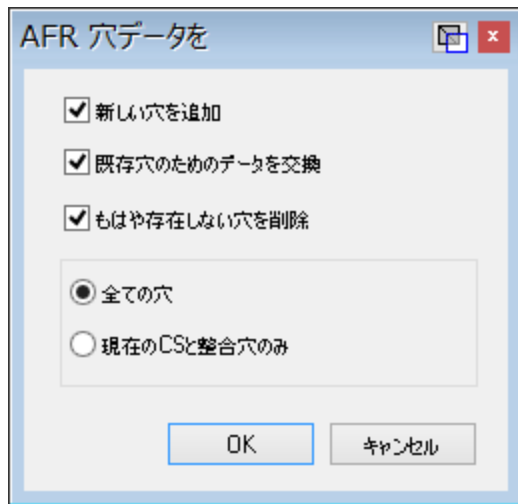 AFR 穴データを
新しい穴を追加
既存穴のためのデータを交換
もはや存在しない穴を削除
全ての穴
現在のCSと整合穴のみ
OK
キャンセル